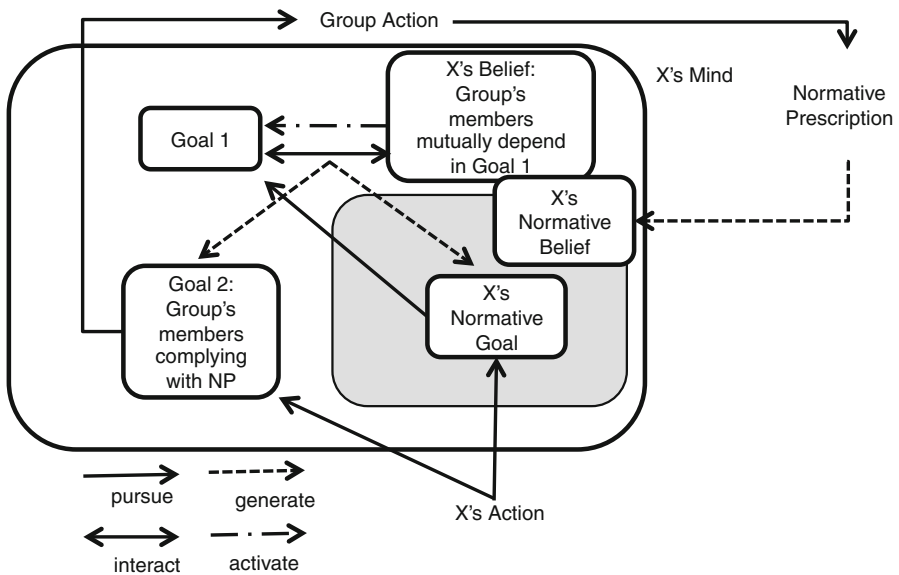 Group Action
X's Mind
Normative
Prescription
X's Belief:
Group's
members
mutually depend
in Goal 1
Goal 1
X's
Normative
Belief
Goal 2:
Group's
members
complying
with NP
X's
Normative
Goal
X's Action
pursue
generate
interact
activate